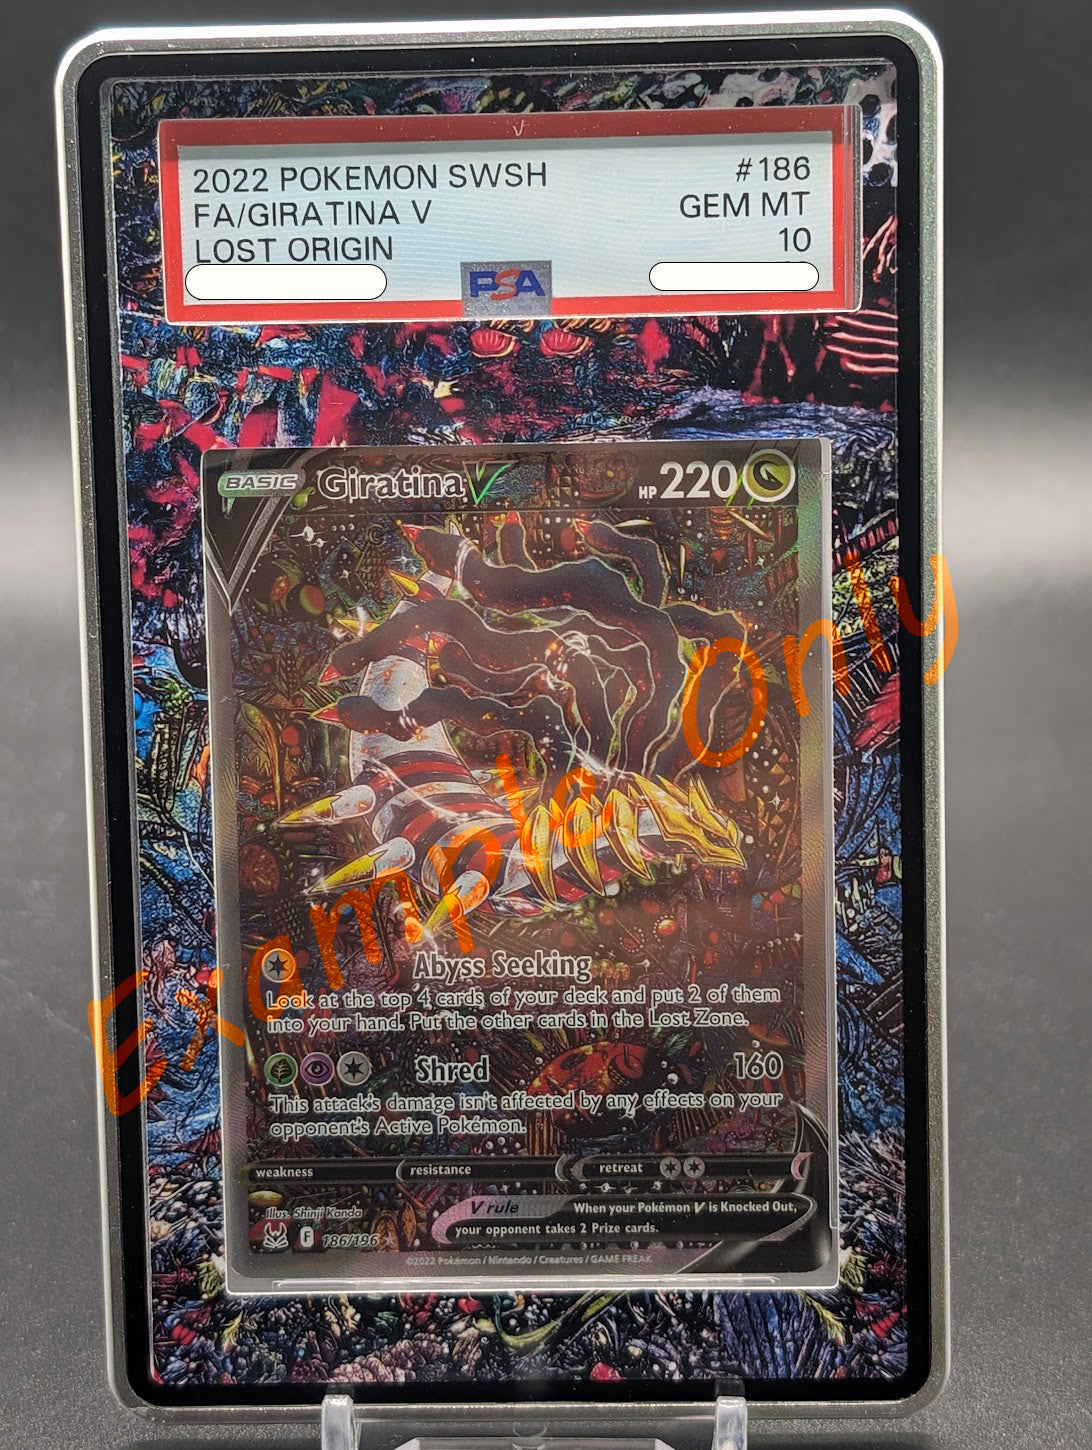 2022 POKEMON SWSH #186
FA/GIRATINA V GEM MT
LOST ORIGIN 10
PSA
BASIC Giratina V HP 220
Example Only
Abyss Seeking
Look at the top 4 cards of your deck and put 2 of them
into your hand. Put the other cards in the Lost Zone.
Shred 160
This attack's damage isn't affected by any effects on your
opponent's Active Pokémon.
weakness resistance retreat
V rule When your Pokémon V is Knocked Out,
your opponent takes 2 Prize cards.
Illus. Shinji Kanda
F 186/196
©2022 Pokémon / Nintendo / Creatures / GAME FREAK